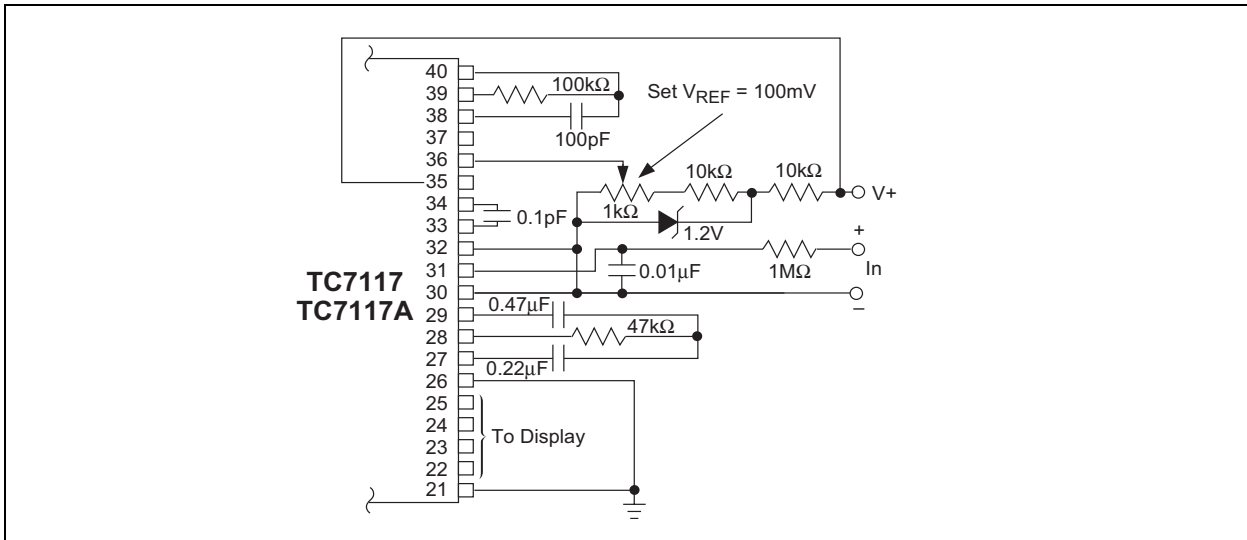 40
39
38
37
36
35
34
33
32
31
30
29
28
27
26
25
24
23
22
21
TC7117
TC7117A
100kΩ
100pF
Set VREF = 100mV
10kΩ
10kΩ
V+
1kΩ
1.2V
0.1pF
+
In
–
0.01μF
1MΩ
0.47μF
47kΩ
0.22μF
To Display